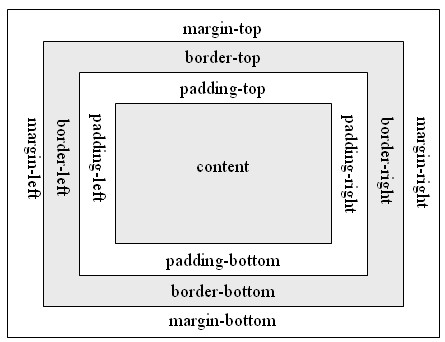 margin-top
border-top
padding-top
margin-left
border-left
padding-left
content
padding-right
border-right
margin-right
padding-bottom
border-bottom
margin-bottom